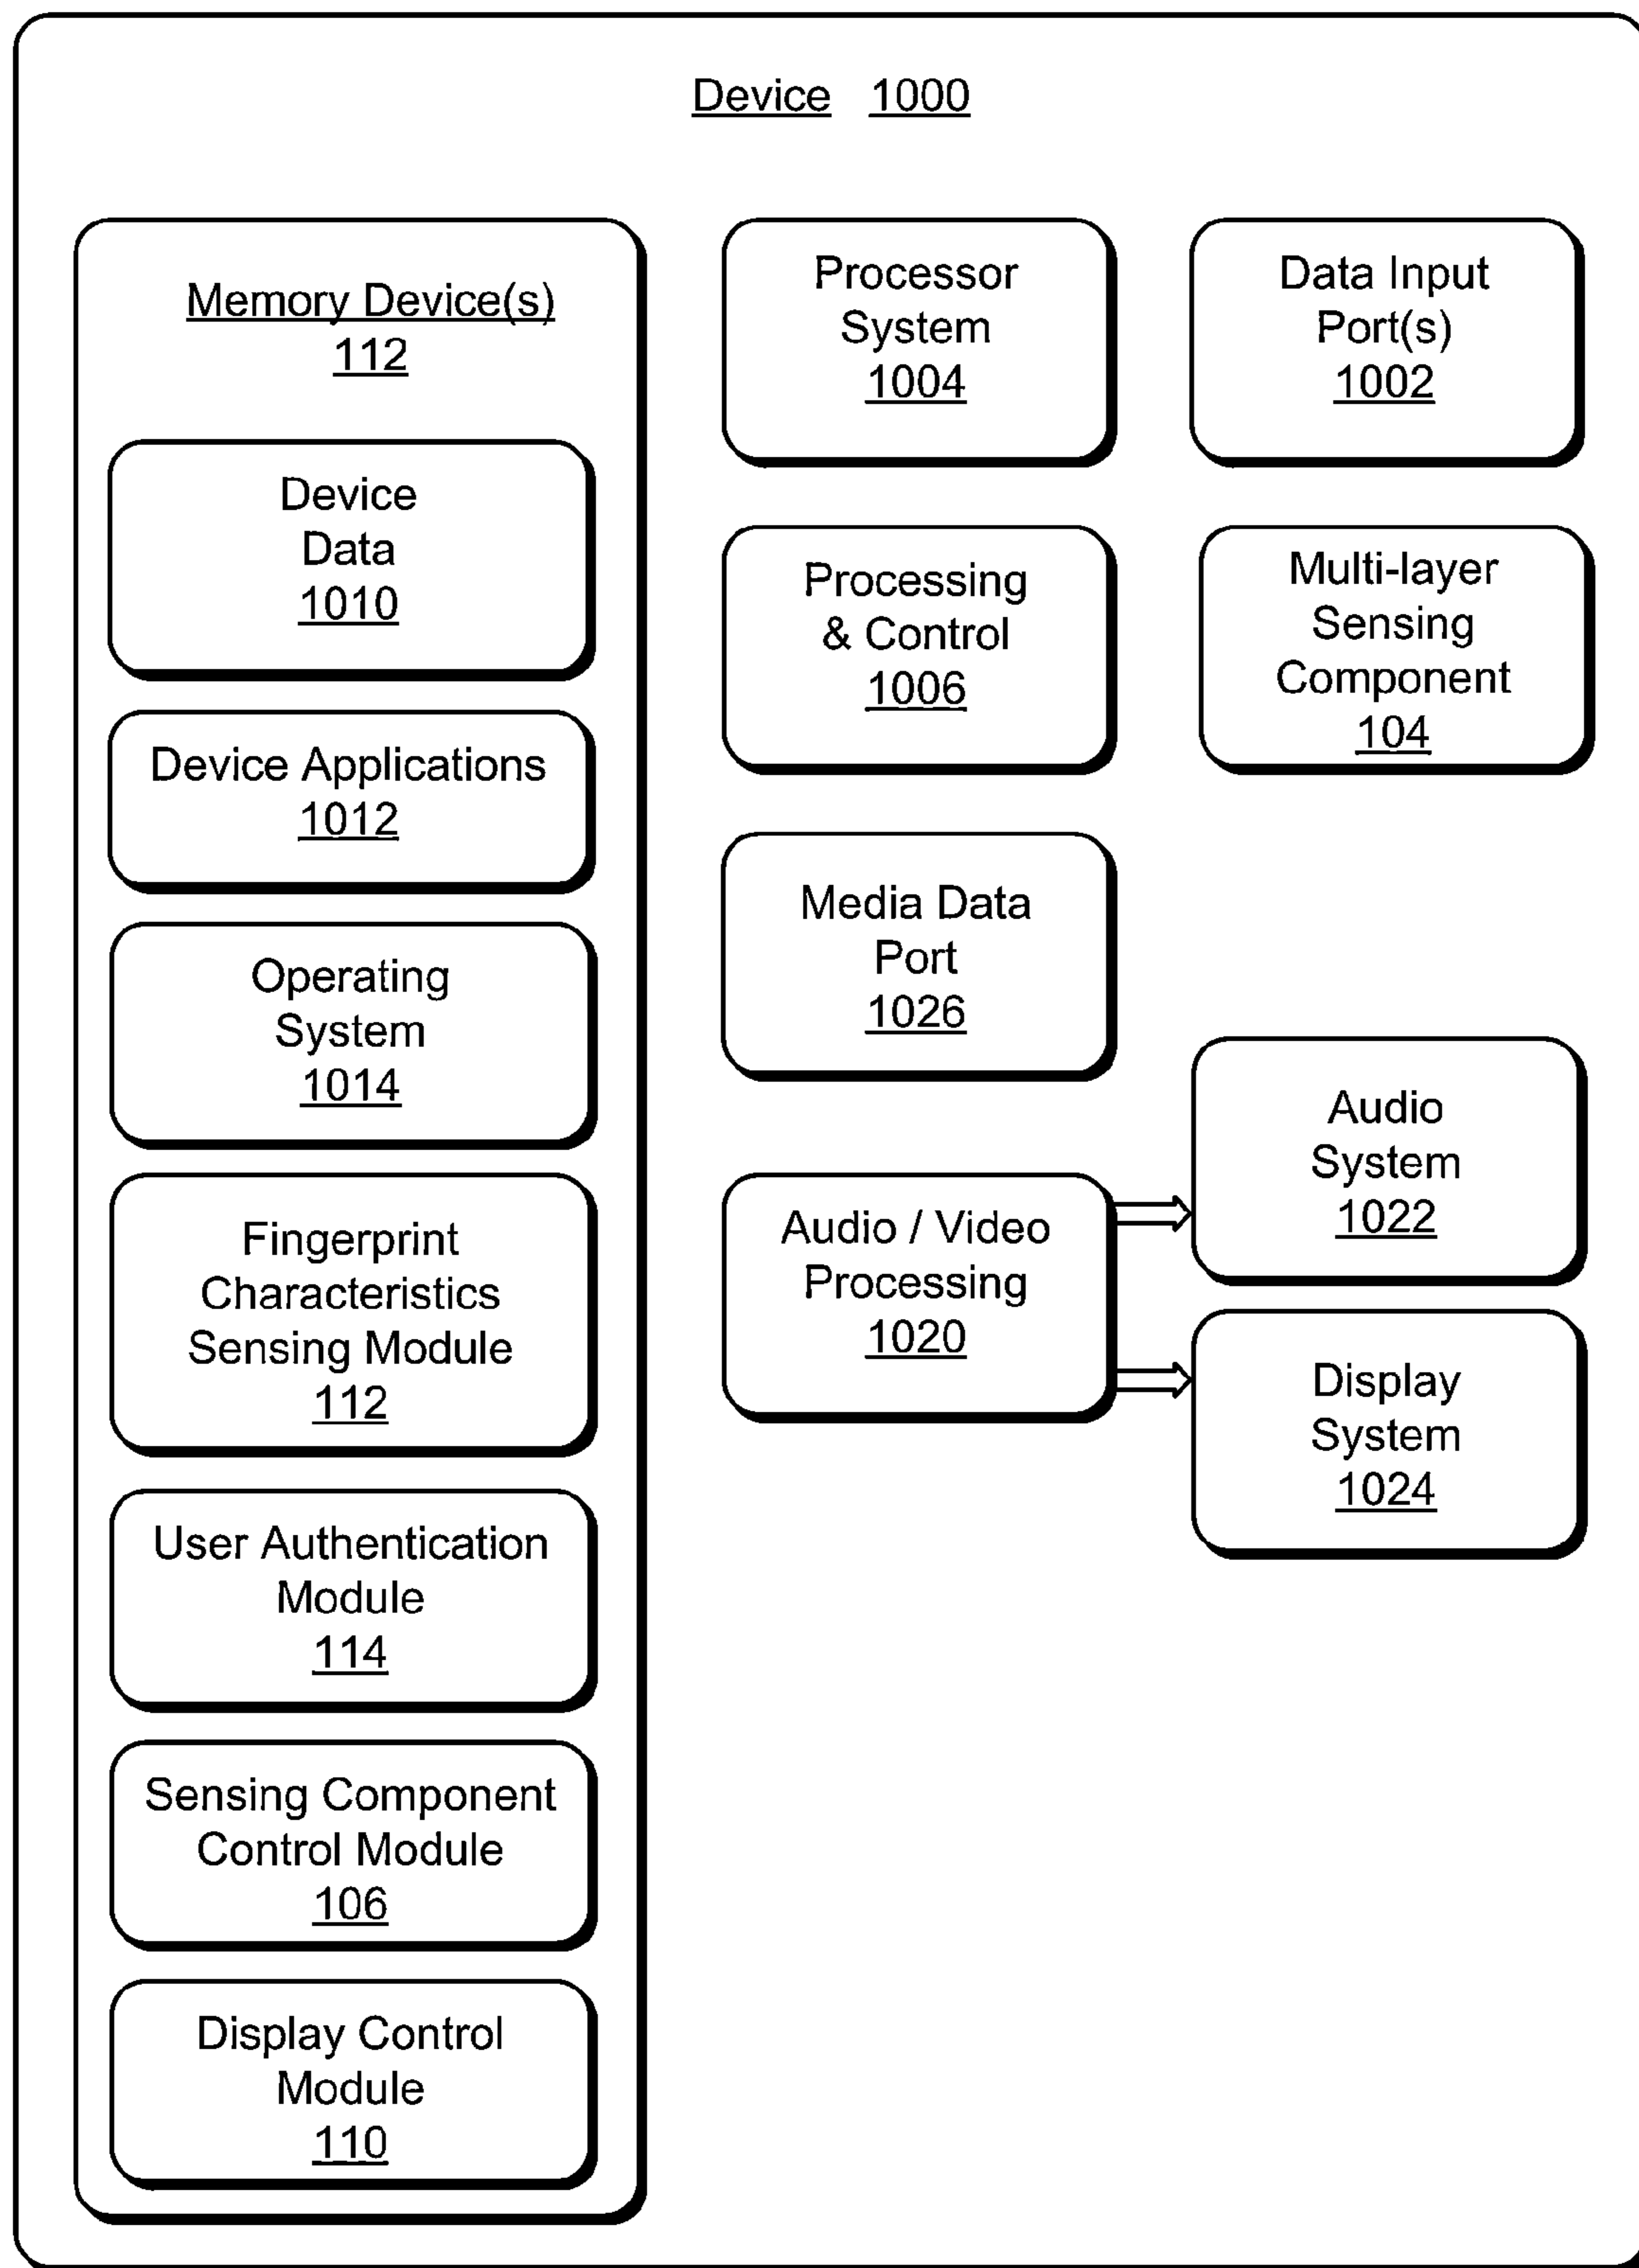 Device 1000
Memory Device(s)
112
Device
Data
1010
Device Applications
1012
Operating
System
1014
Fingerprint
Characteristics
Sensing Module
112
User Authentication
Module
114
Sensing Component
Control Module
106
Display Control
Module
110
Processor
System
1004
Processing
& Control
1006
Media Data
Port
1026
Audio / Video
Processing
1020
Data Input
Port(s)
1002
Multi-layer
Sensing
Component
104
Audio
System
1022
Display
System
1024